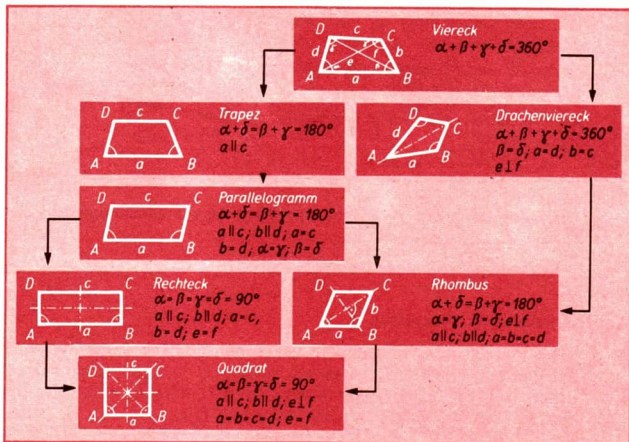 Viereck
α + β + γ + δ = 360°
D c C
d b
e f
A a B
Trapez
α + δ = β + γ = 180°
a ∥ c
D c C
A a B
Drachenviereck
α + β + γ + δ = 360°
β = δ; a = d; b = c
e ⊥ f
D
d C
A B
Parallelogramm
α + δ = β + γ = 180°
a ∥ c; b ∥ d; a = c
b = d, α = γ; β = δ
D c C
A a B
Rechteck
α = β = γ = δ = 90°
a ∥ c; b ∥ d; a = c,
b = d; e = f
D c C
A a B
Rhombus
α + δ = β + γ = 180°
α = γ; β = δ; e ⊥ f
a ∥ c; b ∥ d; a = b = c = d
D C
b
A a B
Quadrat
α = β = γ = δ = 90°
a ∥ c; b ∥ d; e ⊥ f
a = b = c = d; e = f
D c C
A a B